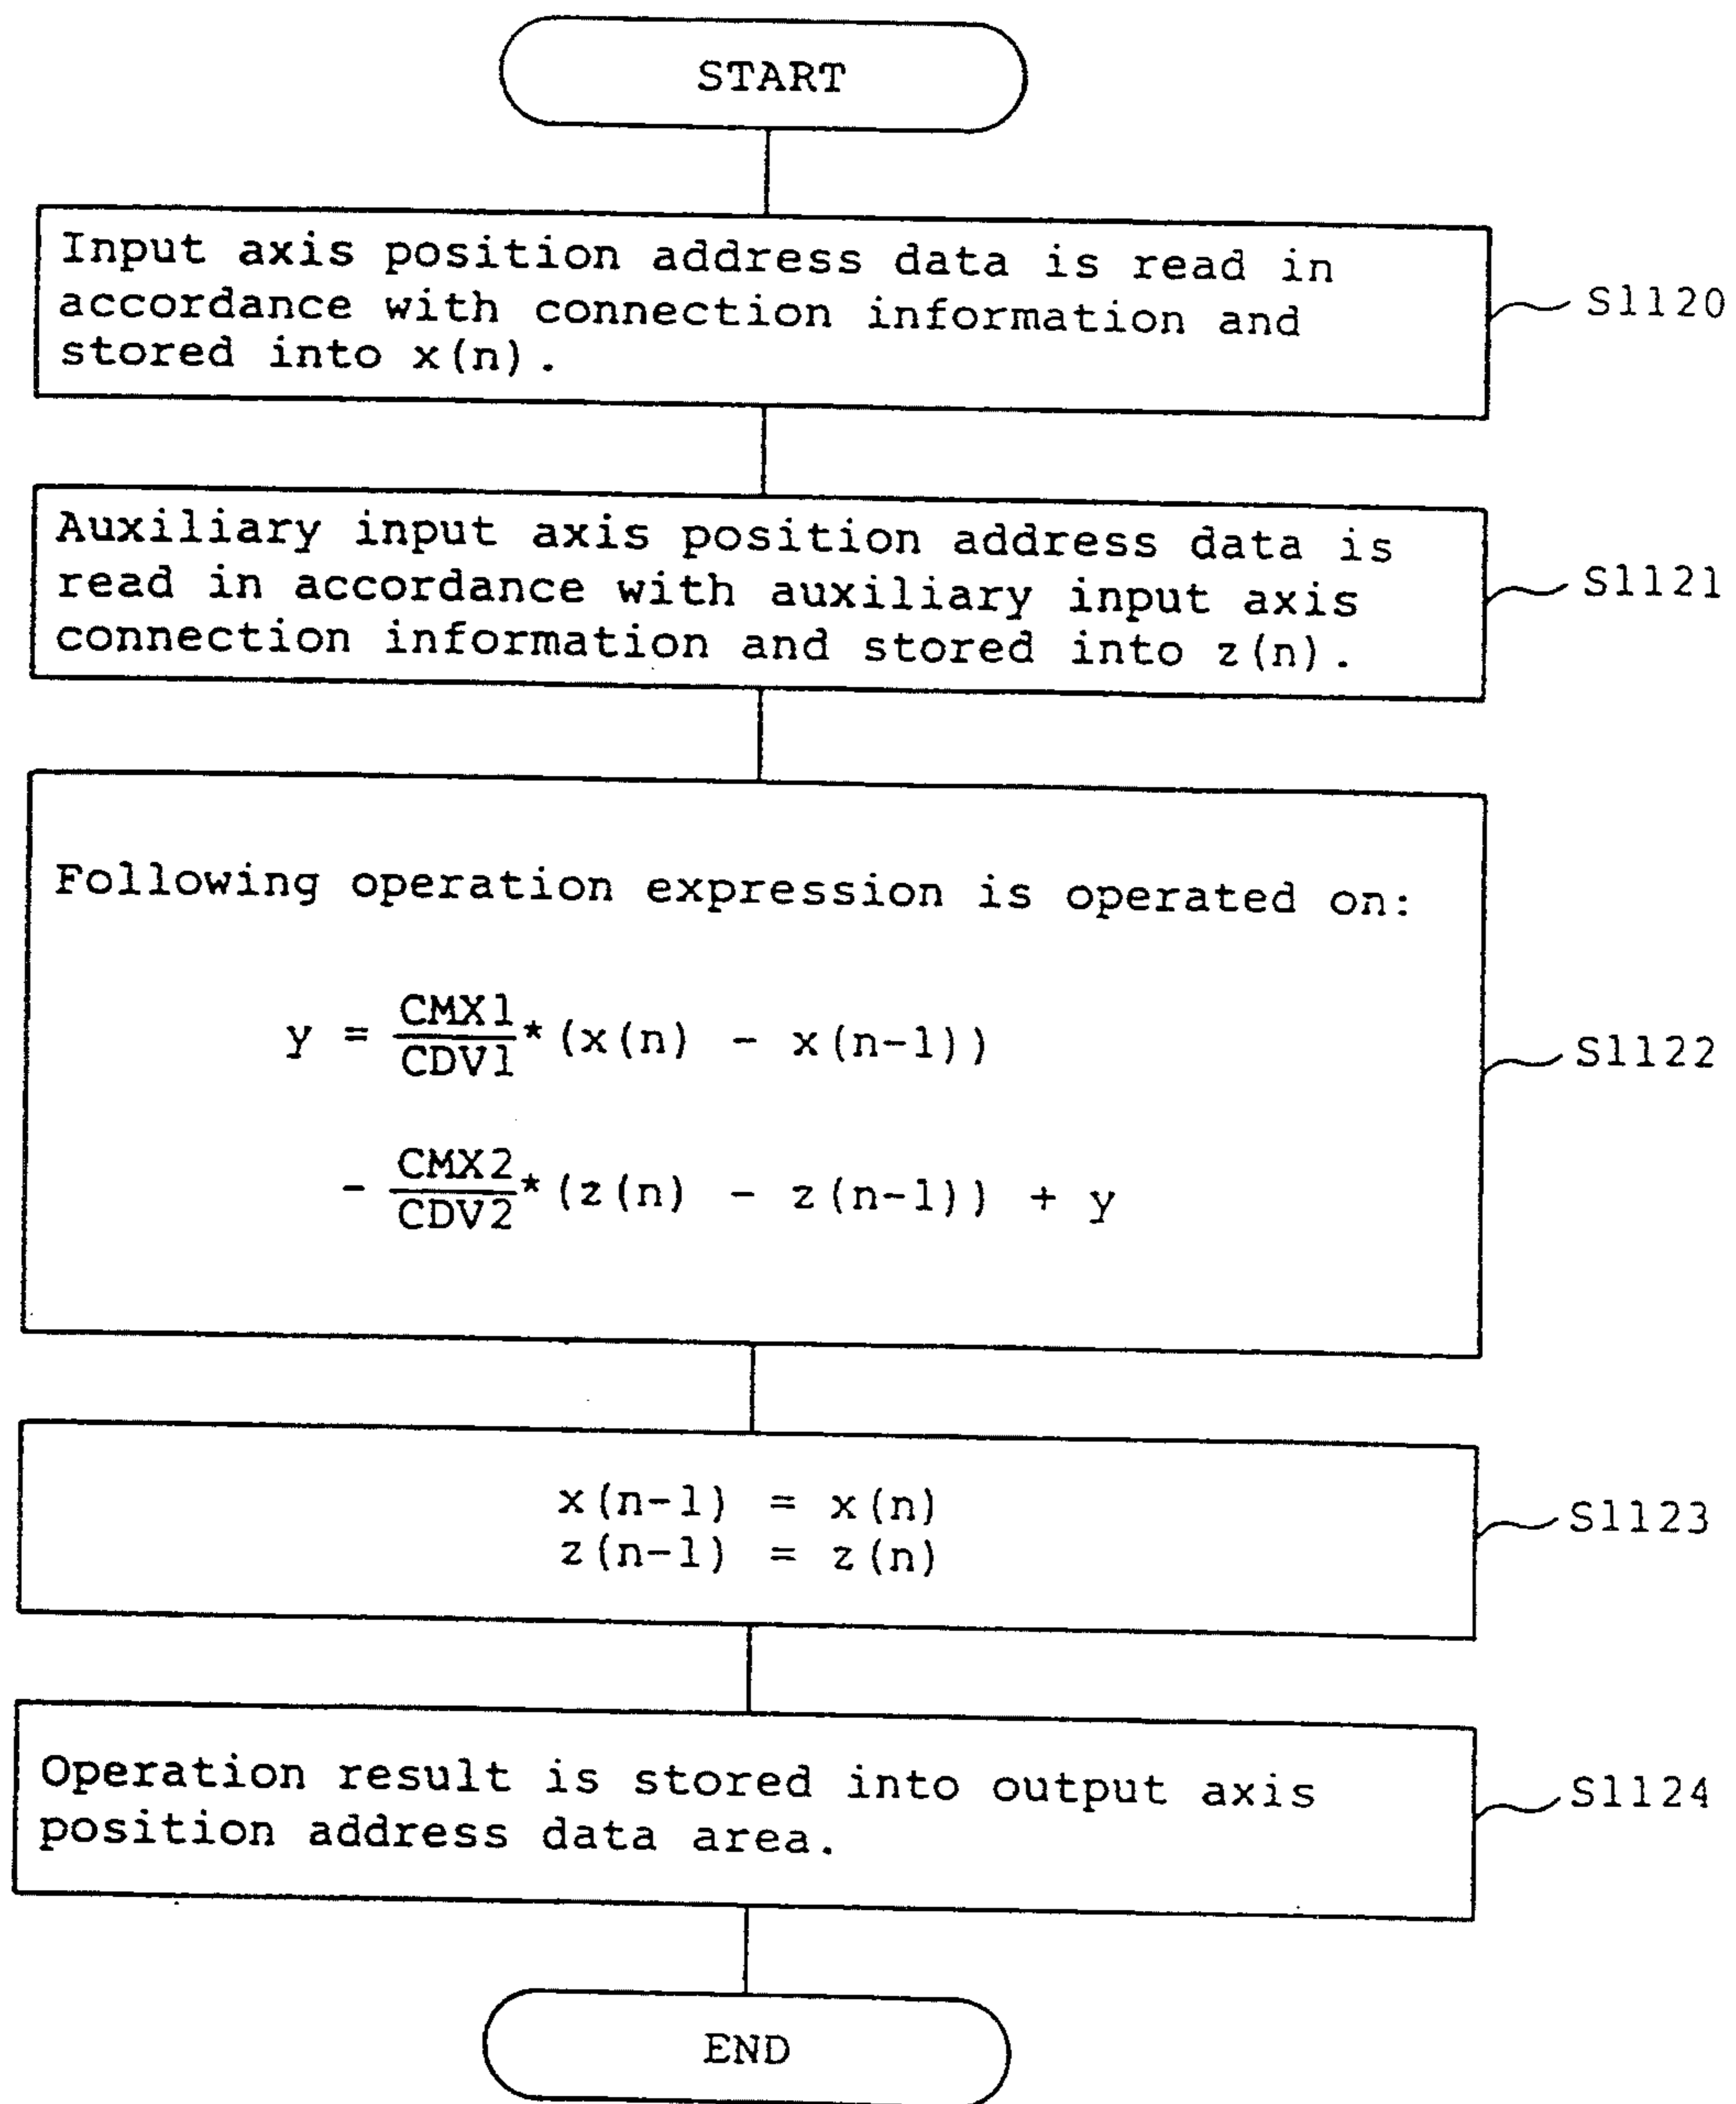 START
Input axis position address data is read in
accordance with connection information and
stored into x(n).
S1120
Auxiliary input axis position address data is
read in accordance with auxiliary input axis
connection information and stored into z(n).
S1121
Following operation expression is operated on:
y = CMX1/CDV1*(x(n) - x(n-1))
- CMX2/CDV2*(z(n) - z(n-1)) + y
S1122
x(n-1) = x(n)
z(n-1) = z(n)
S1123
Operation result is stored into output axis
position address data area.
S1124
END